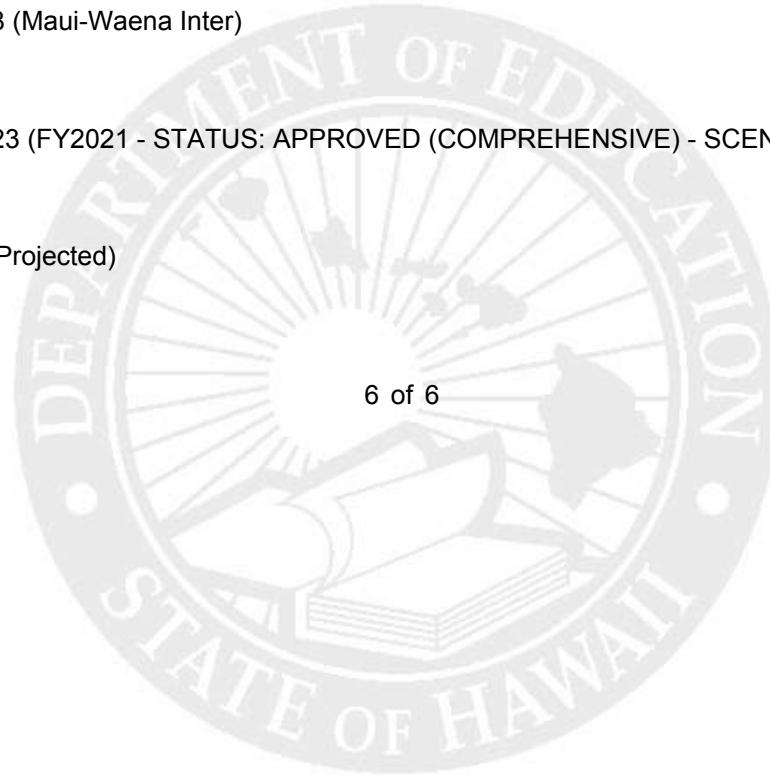 3 (Maui-Waena Inter)
23 (FY2021 - STATUS: APPROVED (COMPREHENSIVE) - SCEN
Projected)
6 of 6
DEPARTMENT OF EDUCATION
STATE OF HAWAII